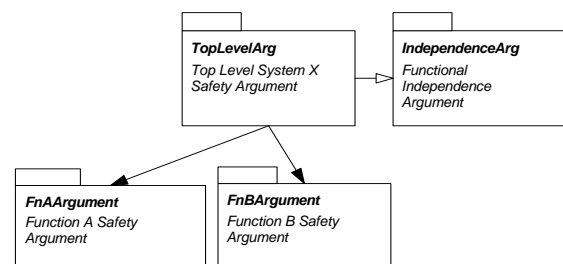 TopLevelArg
Top Level System X
Safety Argument
IndependenceArg
Functional
Independence
Argument
FnAArgument
Function A Safety
Argument
FnBArgument
Function B Safety
Argument